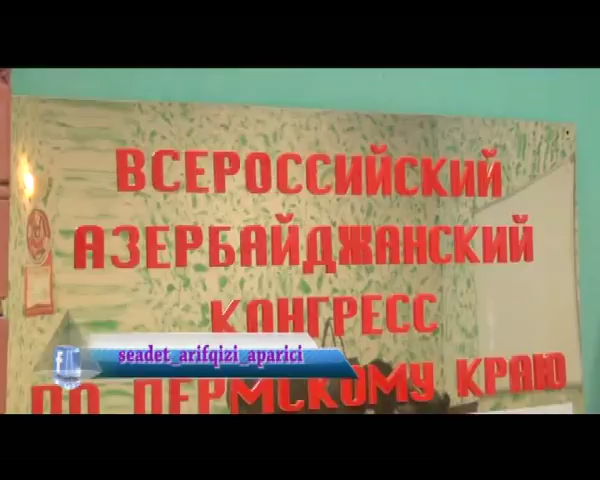 ВСЕРОССИЙСКИЙ
АЗЕРБАЙДЖАНСКИЙ
КОНГРЕСС
seadet_arifqizi_aparici
ПО ПЕРМСКОМУ КРАЮ